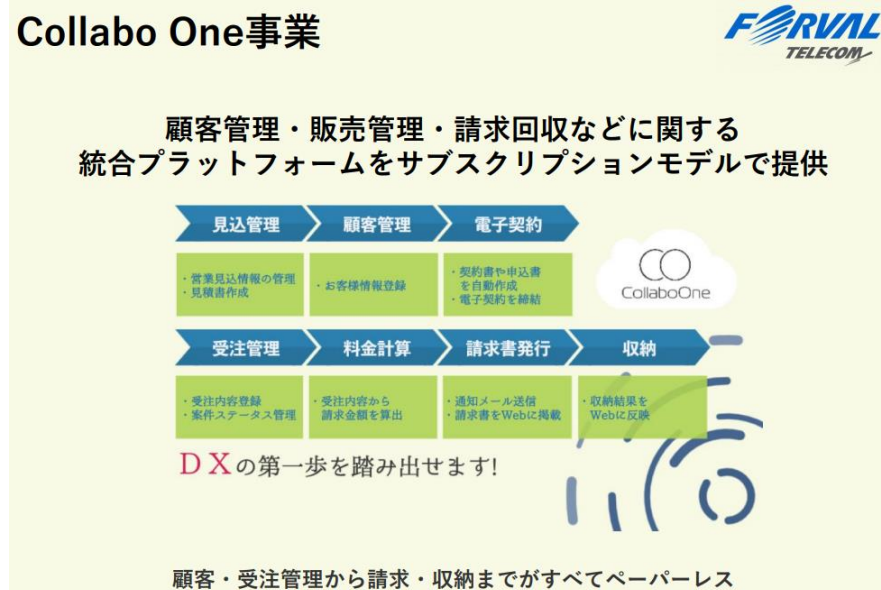 Collabo One事業
FORVAL
TELECOM
顧客管理・販売管理・請求回収などに関する
統合プラットフォームをサブスクリプションモデルで提供
見込管理 顧客管理 電子契約
・営業見込情報の管理
・見積書作成
・お客様情報登録
・契約書や申込書
を自動作成
・電子契約を締結
CollaboOne
受注管理 料金計算 請求書発行 収納
・受注内容登録
・案件ステータス管理
・受注内容から
請求金額を算出
・通知メール送信
・請求書をWebに掲載
・収納結果を
Webに反映
DXの第一歩を踏み出せます!
顧客・受注管理から請求・収納までがすべてペーパーレス